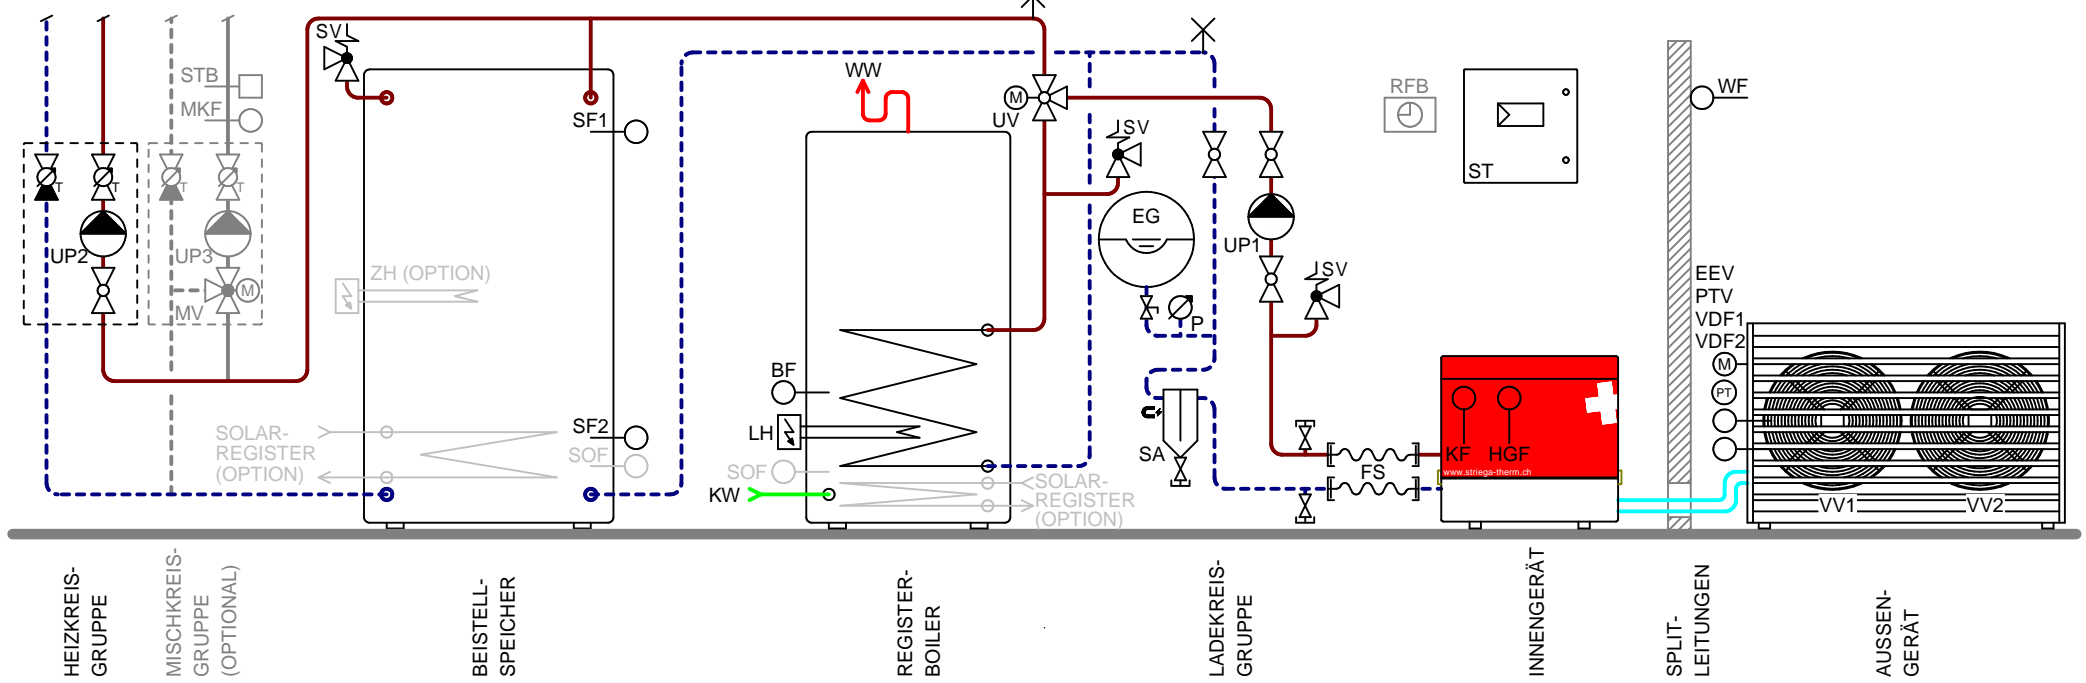 SV
STB
MKF
T
T
T
T
UP2
UP3
M
MV
SF1
ZH (OPTION)
SF2
SOF
SOLAR-
REGISTER
(OPTION)
WW
M
UV
BF
LH
SOF
KW
SOLAR-
REGISTER
(OPTION)
SV
EG
P
SA
UP1
SV
FS
RFB
ST
KF
HGF
www.striega-therm.ch
WF
EEV
PTV
VDF1
VDF2
M
PT
VV1
VV2
HEIZKREIS-
GRUPPE
MISCHKREIS-
GRUPPE
(OPTIONAL)
BEISTELL-
SPEICHER
REGISTER-
BOILER
LADEKREIS-
GRUPPE
INNENGERÄT
SPLIT-
LEITUNGEN
AUSSEN-
GERÄT